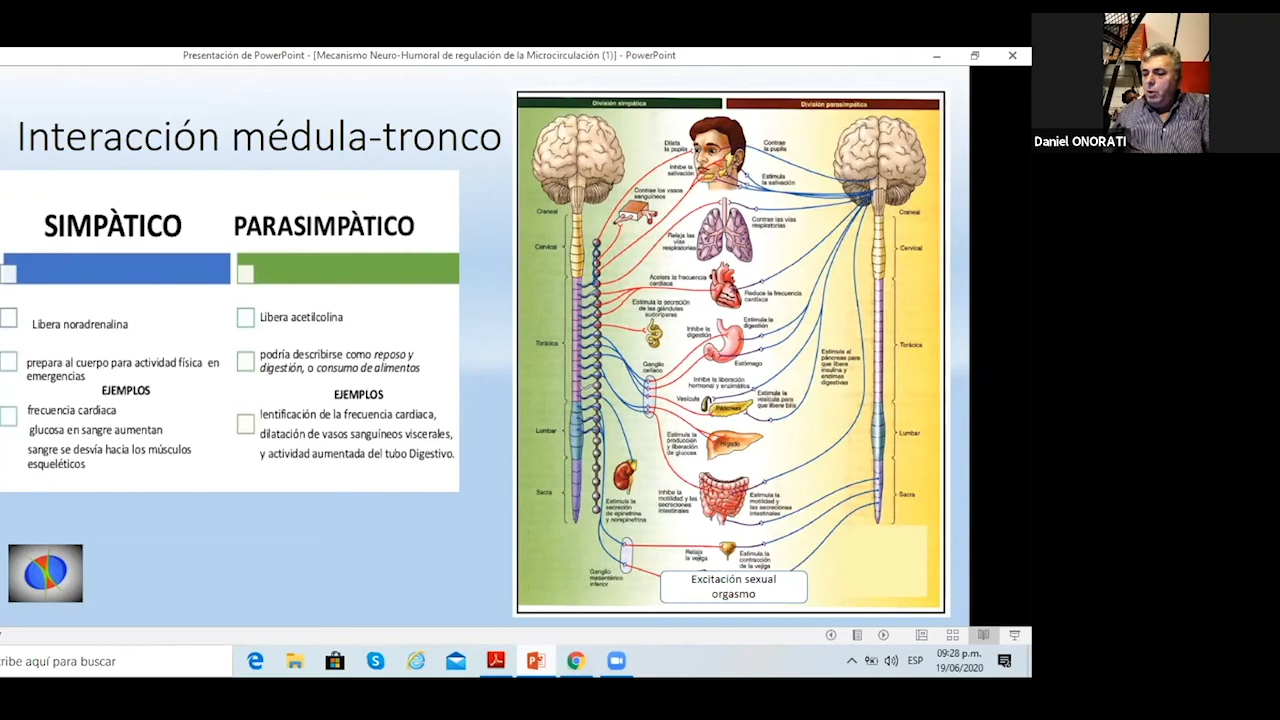 Presentación de PowerPoint - [Mecanismo Neuro-Humoral de regulación de la Microcirculación (1)] - PowerPoint
Daniel ONORATI
Interacción médula-tronco
SIMPÀTICO
Libera noradrenalina
prepara al cuerpo para actividad física en
emergencias
EJEMPLOS
frecuencia cardiaca
glucosa en sangre aumentan
sangre se desvía hacia los músculos
esqueléticos
PARASIMPÀTICO
Libera acetilcolina
podría describirse como reposo y
digestión, o consumo de alimentos
EJEMPLOS
lentificación de la frecuencia cardiaca,
dilatación de vasos sanguíneos viscerales,
y actividad aumentada del tubo Digestivo.
División simpática
División parasimpática
Dilata
la pupila
Contrae
la pupila
Inhibe la
salivación
Estimula
la salivación
Contrae los vasos
sanguíneos
Relaja las
vías
respiratorias
Contrae las vías
respiratorias
Acelera la frecuencia
cardiaca
Reduce la frecuencia
cardíaca
Estimula la secreción
de las glándulas
sudoríparas
Inhibe la
digestión
Estimula la
digestión
Estómago
Ganglio
celíaco
Estimula al
páncreas para
que libere
insulina y
enzimas
digestivas
Inhibe la liberación
hormonal y enzimática
Vesícula
Páncreas
Estimula la
vesícula para
que libere bilis
Estimula la
producción
y liberación
de glucosa
Hígado
Estimula la
secreción
de epinefrina
y norepinefrina
Inhibe la
motilidad y las
secreciones
intestinales
Estimula la
motilidad y
las secreciones
intestinales
Relaja
la vejiga
Estimula la
contracción
de la vejiga
Ganglio
mesentérico
inferior
Excitación sexual
orgasmo
Craneal
Cervical
Torácica
Lumbar
Sacra
Craneal
Cervical
Torácica
Lumbar
Sacra
cribe aquí para buscar
ESP
09:28 p.m.
19/06/2020